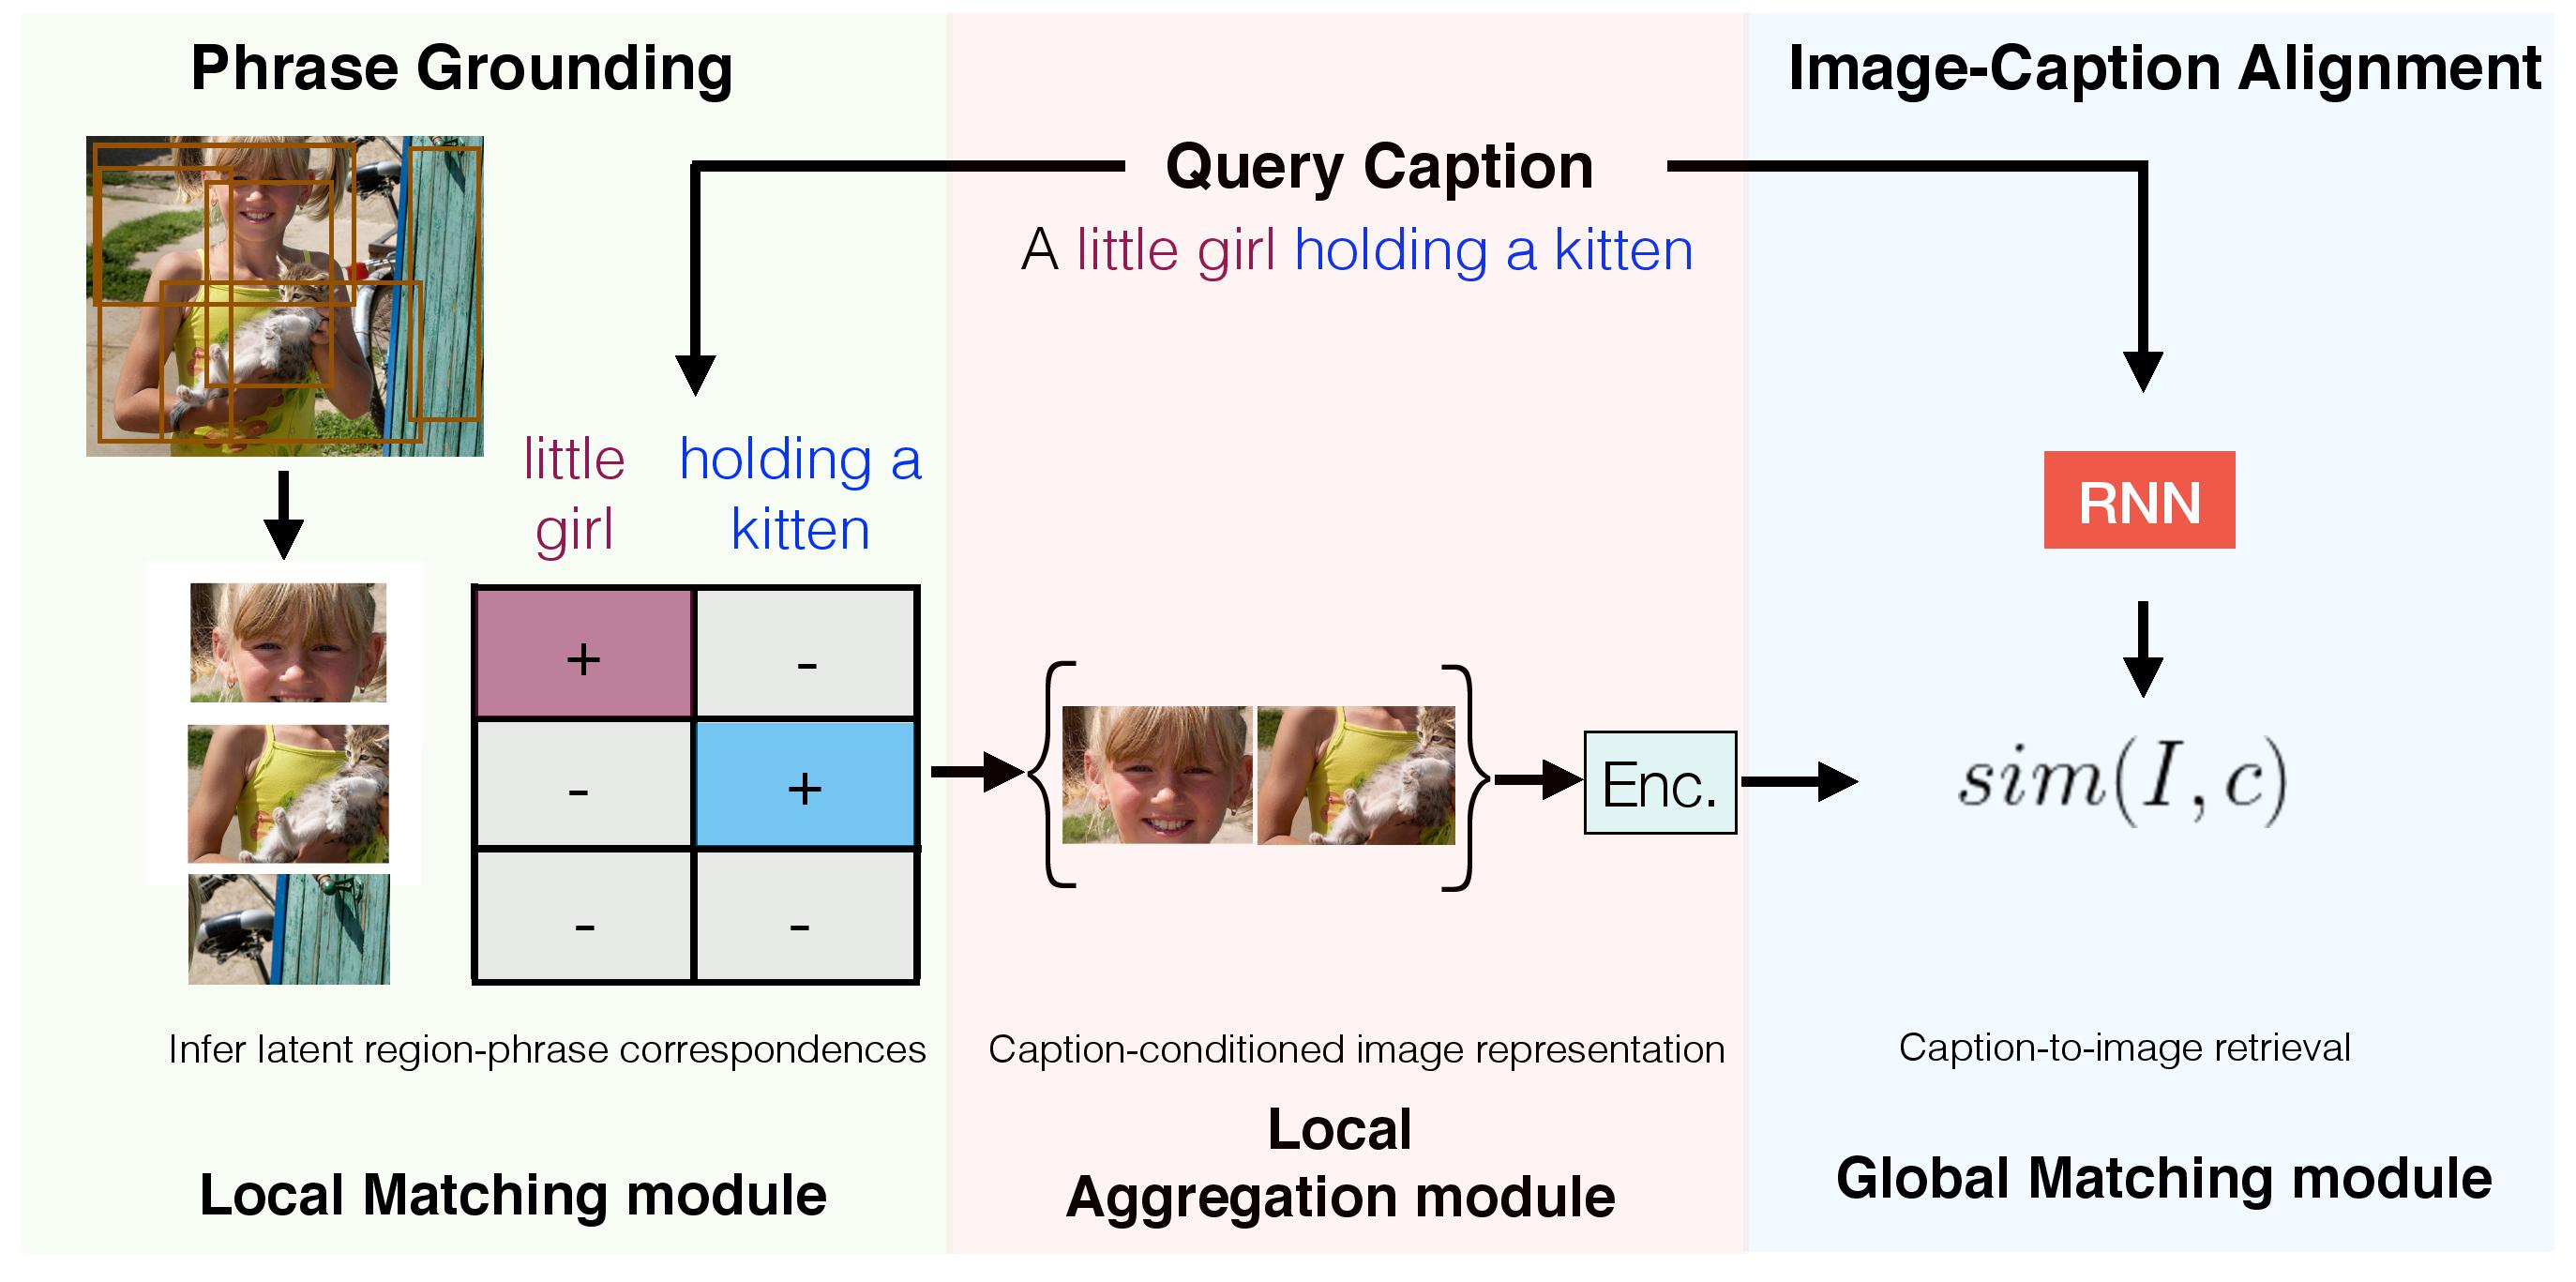 Phrase Grounding
Image-Caption Alignment
Query Caption
A little girl holding a kitten
little
girl
holding a
kitten
+
-
-
+
-
-
RNN
Enc.
sim(I, c)
Infer latent region-phrase correspondences
Caption-conditioned image representation
Caption-to-image retrieval
Local Matching module
Local
Aggregation module
Global Matching module